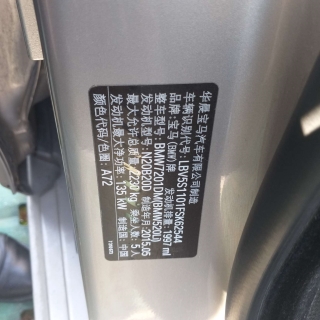 华晨宝马汽车有限公司制造
车辆识别代号: LBV5S1101FSK62544
品牌: 宝马 (BMW) 牌 发动机排量: 1997 ml
整车型号: BMW7201DM(BMW520Li)
发动机型号: N20B20D 制造年月: 2015.05
最大允许总质量: 2230 kg 乘坐人数: 5 人
发动机最大净功率: 135 kW 制造国: 中国
颜色代码/色图: A72